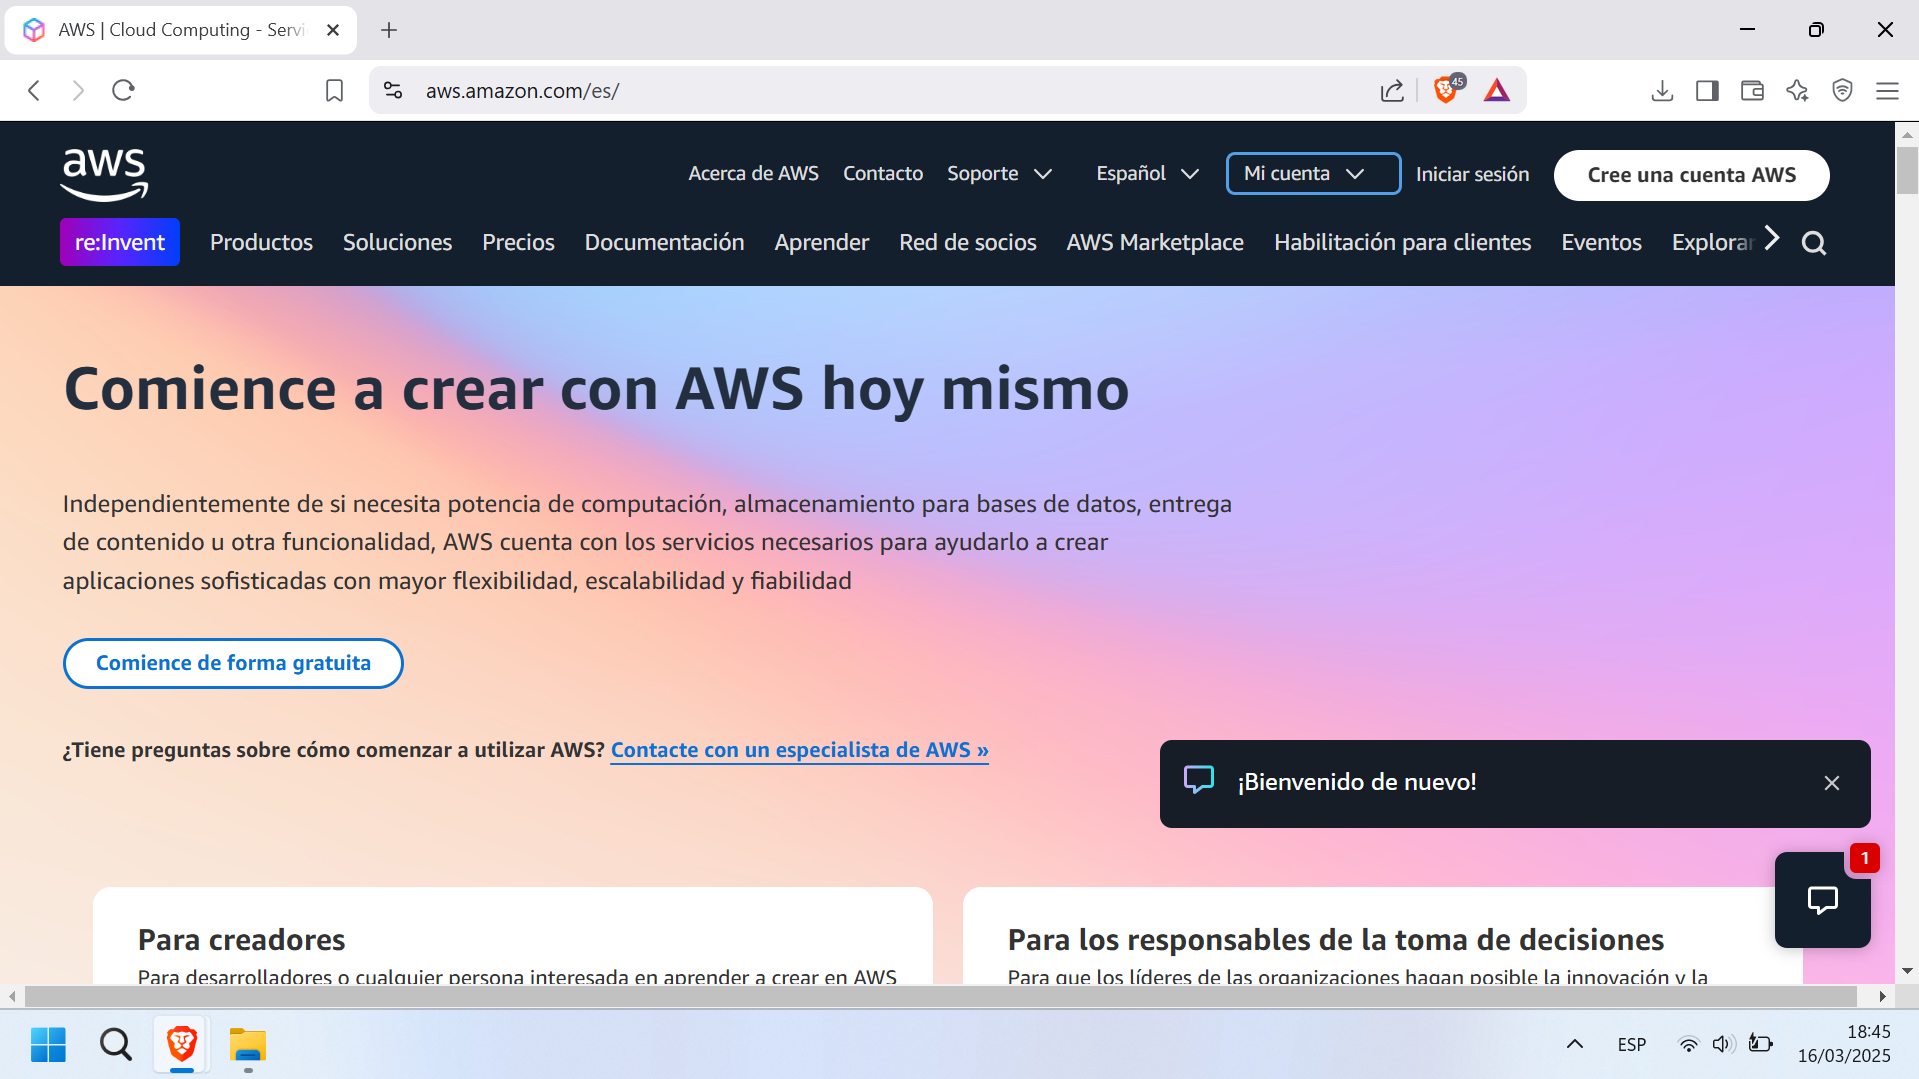 AWS | Cloud Computing - Servi
aws.amazon.com/es/
45
aws
Acerca de AWS Contacto Soporte Español Mi cuenta Iniciar sesión Cree una cuenta AWS
re:Invent Productos Soluciones Precios Documentación Aprender Red de socios AWS Marketplace Habilitación para clientes Eventos Explorar
Comience a crear con AWS hoy mismo
Independientemente de si necesita potencia de computación, almacenamiento para bases de datos, entrega
de contenido u otra funcionalidad, AWS cuenta con los servicios necesarios para ayudarlo a crear
aplicaciones sofisticadas con mayor flexibilidad, escalabilidad y fiabilidad
Comience de forma gratuita
¿Tiene preguntas sobre cómo comenzar a utilizar AWS? Contacte con un especialista de AWS »
¡Bienvenido de nuevo!
1
Para creadores
Para desarrolladores o cualquier persona interesada en aprender a crear en AWS
Para los responsables de la toma de decisiones
Para que los líderes de las organizaciones hagan posible la innovación y la
ESP
18:45
16/03/2025